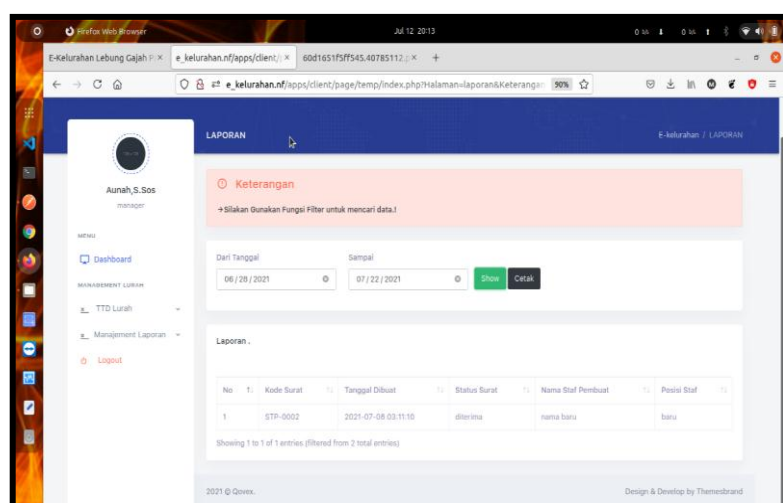 Firefox Web Browser
Jul 12 20:13
E-Kelurahan Lebung Gajah P
e_kelurahan.nf/apps/client/
60d1651f5ff545.40785112.
e_kelurahan.nf/apps/client/page/temp/index.php?Halaman=laporan&Keterangan
90%
LAPORAN
E-kelurahan / LAPORAN
Aunah,S.Sos
manager
MENU
Dashboard
MANAGEMENT LURAH
TTD Lurah
Manajement Laporan
Logout
Keterangan
→Silakan Gunakan Fungsi Filter untuk mencari data.!
Dari Tanggal
Sampai
06/28/2021
07/22/2021
Show
Cetak
Laporan .
No Kode Surat Tanggal Dibuat Status Surat Nama Staf Pembuat Posisi Staf
1 STP-0002 2021-07-08 03:11:10 diterima nama baru baru
Showing 1 to 1 of 1 entries (filtered from 2 total entries)
2021 © Qovex.
Design & Develop by Themesbrand